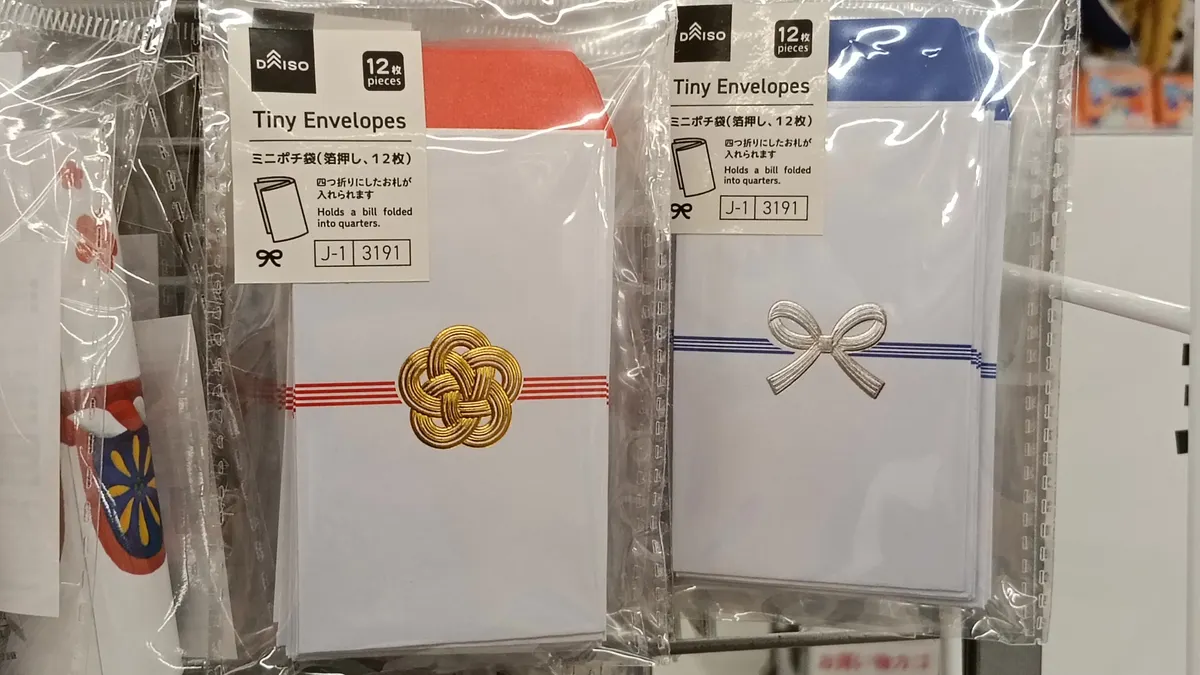 DAISO
12枚
pieces
Tiny Envelopes
ミニポチ袋(箔押し、12枚)
四つ折りにしたお札が
入れられます
Holds a bill folded
into quarters.
J-1 3191
DAISO
12枚
pieces
Tiny Envelopes
ミニポチ袋(箔押し、12枚)
四つ折りにしたお札が
入れられます
Holds a bill folded
into quarters.
J-1 3191